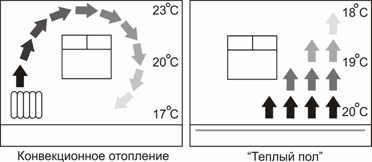 23°C
20°C
17°C
Конвекционное отопление
18°C
19°C
20°C
"Теплый пол"